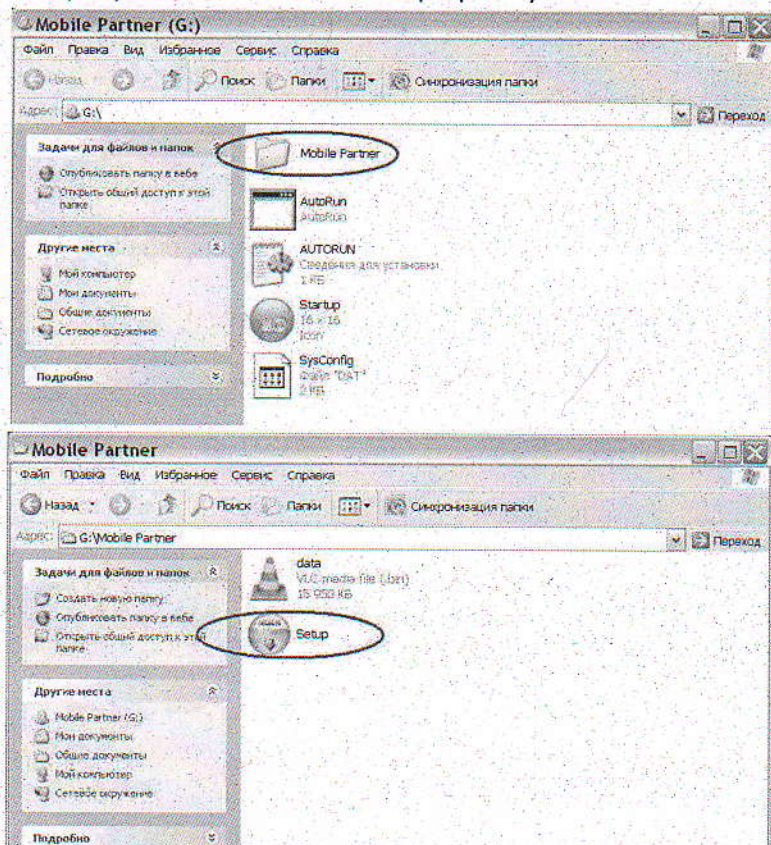 Mobile Partner (G:)
Файл Правка Вид Избранное Сервис Справка
Назад Поиск Папки Синхронизация папки
Адрес: G:\ Переход
Задачи для файлов и папок
Опубликовать папку в вебе
Открыть общий доступ к этой
папке
Другие места
Мой компьютер
Мои документы
Общие документы
Сетевое окружение
Подробно
Mobile Partner
AutoRun
AutoRun
AUTORUN
Сведения для установки
1 КБ
Startup
16 x 16
Icon
SysConfig
Файл "DAT"
2 КБ
Mobile Partner
Файл Правка Вид Избранное Сервис Справка
Назад Поиск Папки Синхронизация папки
Адрес: G:\Mobile Partner Переход
Задачи для файлов и папок
Создать новую папку
Опубликовать папку в вебе
Открыть общий доступ к этой
папке
Другие места
Mobile Partner (G:)
Мои документы
Общие документы
Мой компьютер
Сетевое окружение
Подробно
data
VLC media file (.bin)
15 950 КБ
Setup